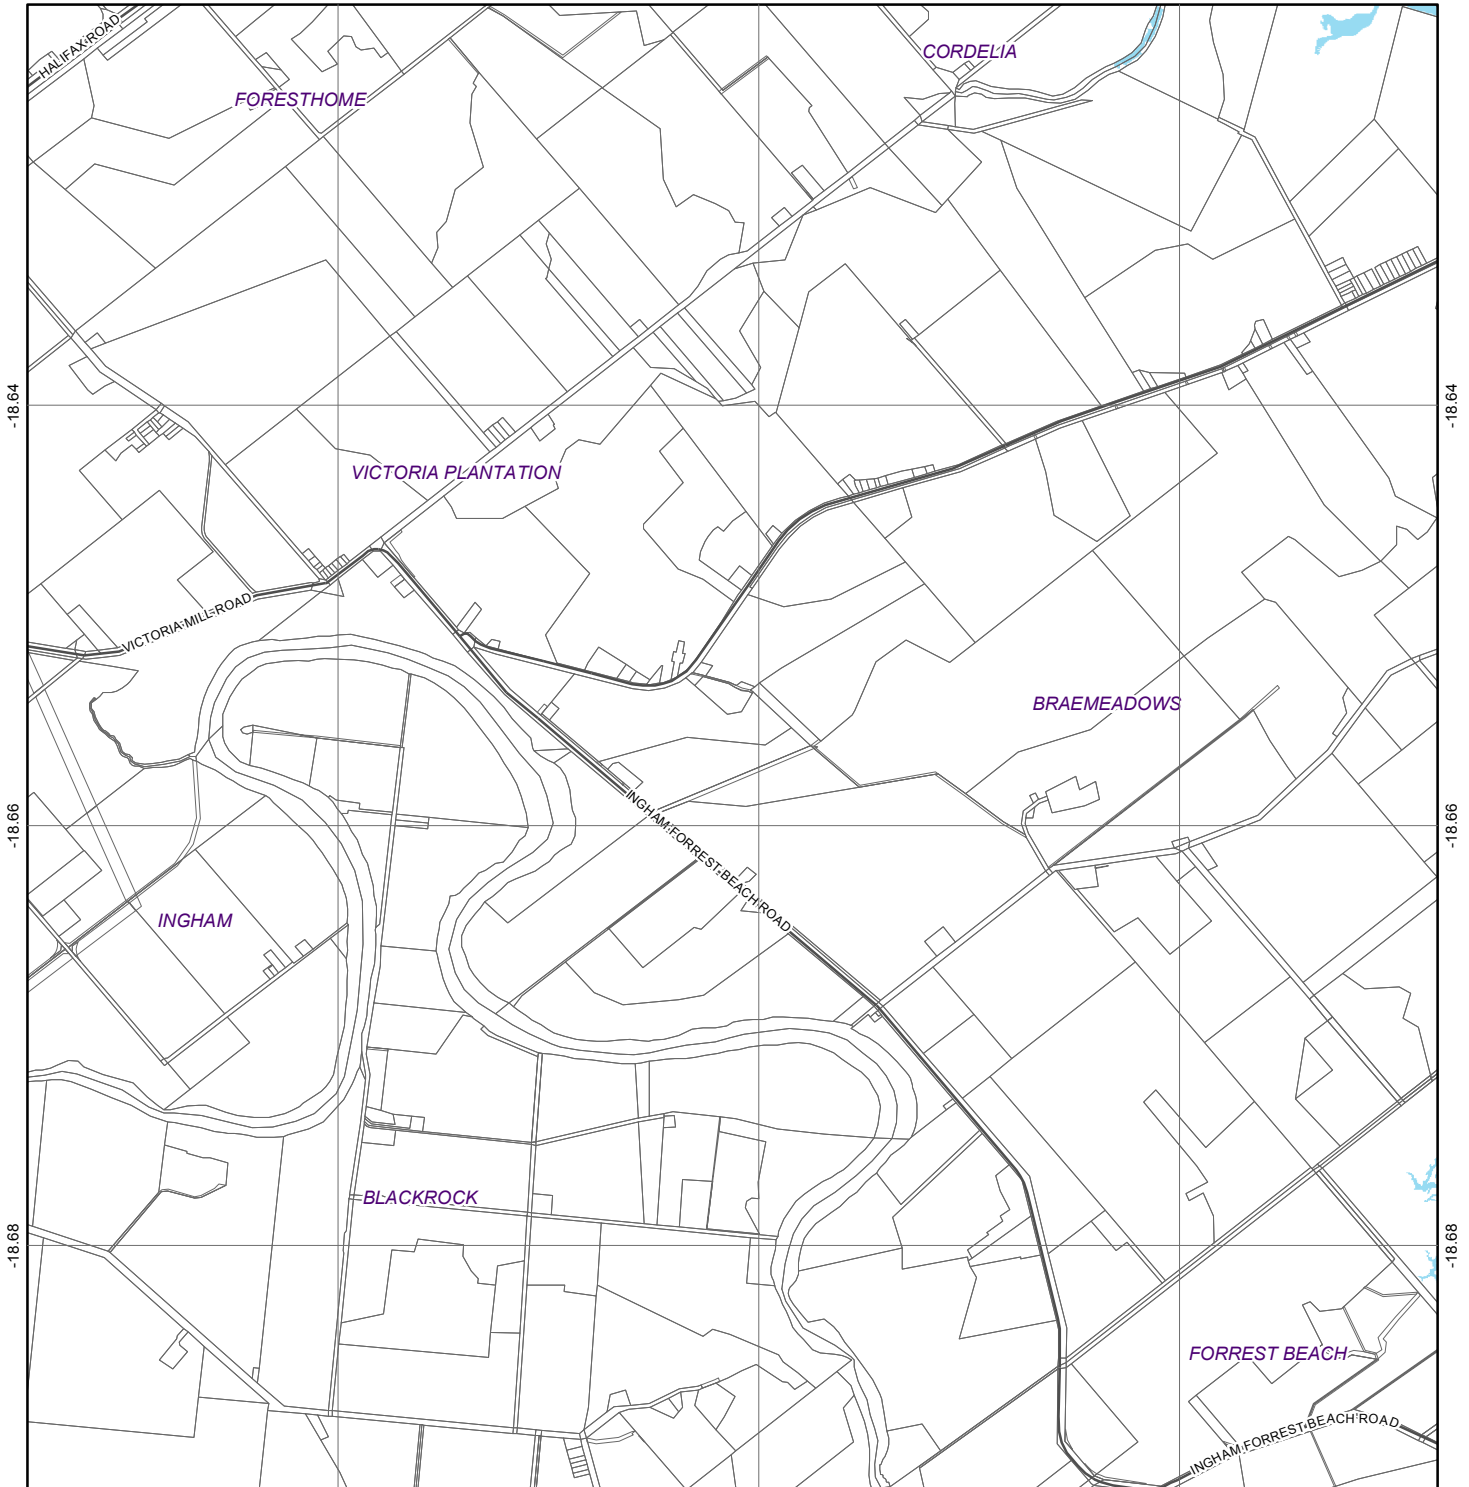 HALIFAX ROAD
CORDELIA
FORESTHOME
-18.64
-18.64
VICTORIA PLANTATION
VICTORIA MILL ROAD
BRAEMEADOWS
-18.66
-18.66
INGHAM FORREST BEACH ROAD
INGHAM
BLACKROCK
-18.68
-18.68
FORREST BEACH
INGHAM FORREST BEACH ROAD